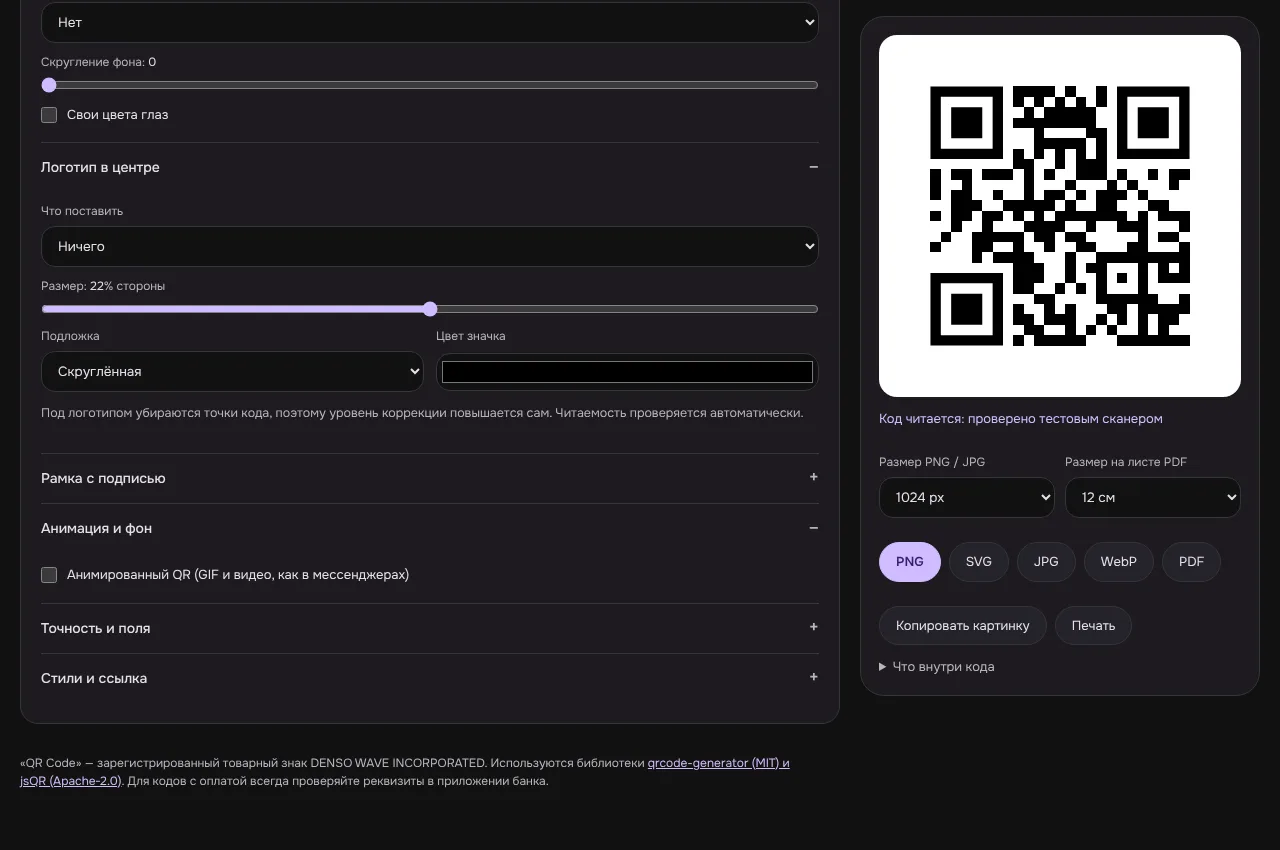 Нет
Скругление фона: 0
Свои цвета глаз
Логотип в центре
Что поставить
Ничего
Размер: 22% стороны
Подложка
Цвет значка
Скруглённая
Под логотипом убираются точки кода, поэтому уровень коррекции повышается сам. Читаемость проверяется автоматически.
Рамка с подписью
Анимация и фон
Анимированный QR (GIF и видео, как в мессенджерах)
Точность и поля
Стили и ссылка
Код читается: проверено тестовым сканером
Размер PNG / JPG
Размер на листе PDF
1024 px
12 см
PNG
SVG
JPG
WebP
PDF
Копировать картинку
Печать
Что внутри кода
«QR Code» — зарегистрированный товарный знак DENSO WAVE INCORPORATED. Используются библиотеки qrcode-generator (MIT) и
jsQR (Apache-2.0). Для кодов с оплатой всегда проверяйте реквизиты в приложении банка.